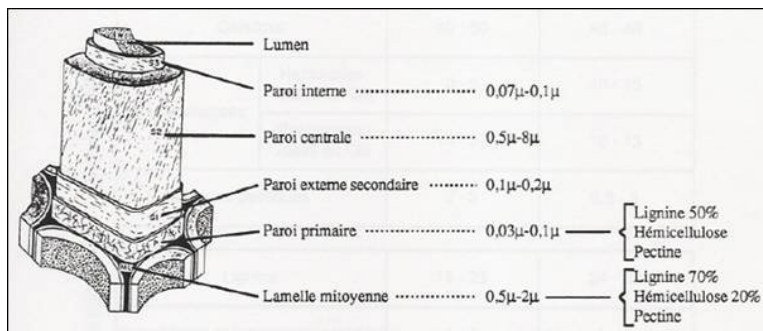 Lumen
Paroi interne ............ 0,07µ-0,1µ
Paroi centrale ............ 0,5µ-8µ
Paroi externe secondaire ............ 0,1µ-0,2µ
Paroi primaire ............ 0,03µ-0,1µ
Lignine 50%
Hémicellulose
Pectine
Lamelle mitoyenne ............ 0,5µ-2µ
Lignine 70%
Hémicellulose 20%
Pectine